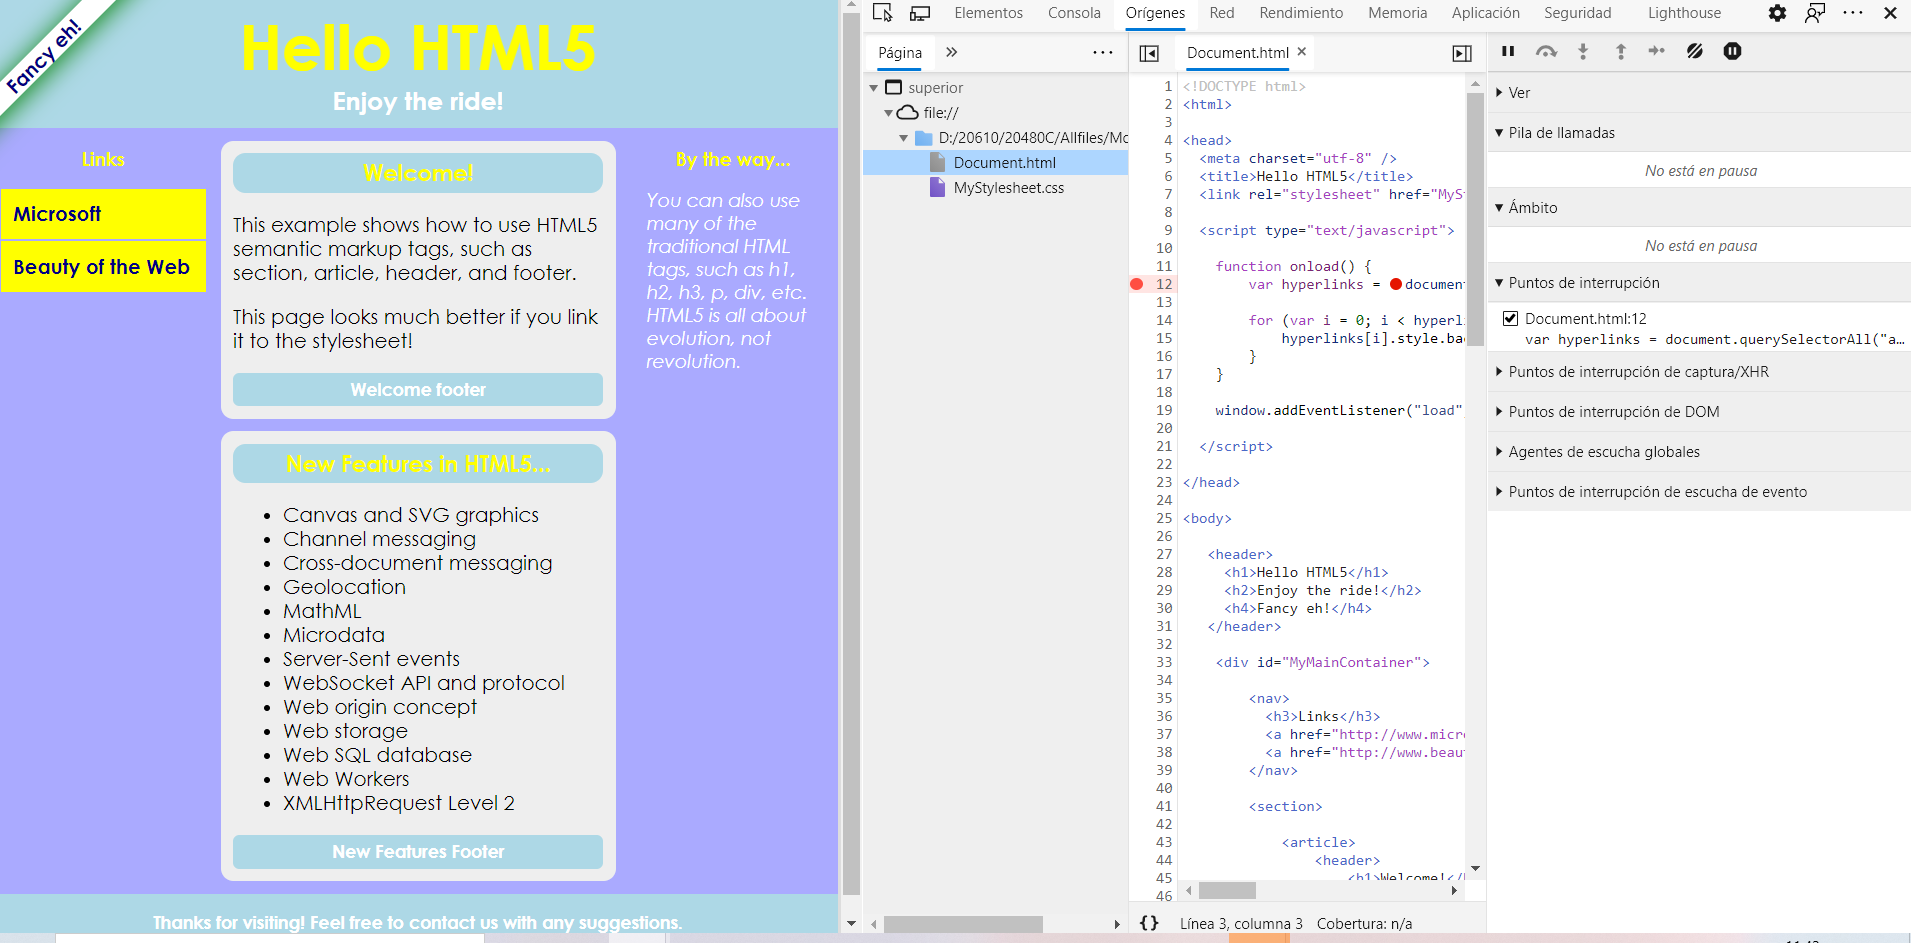 Fancy eh!
Hello HTML5
Enjoy the ride!
Links
Microsoft
Beauty of the Web
Welcome!
This example shows how to use HTML5
semantic markup tags, such as
section, article, header, and footer.
This page looks much better if you link
it to the stylesheet!
Welcome footer
New Features in HTML5...
• Canvas and SVG graphics
• Channel messaging
• Cross-document messaging
• Geolocation
• MathML
• Microdata
• Server-Sent events
• WebSocket API and protocol
• Web origin concept
• Web storage
• Web SQL database
• Web Workers
• XMLHttpRequest Level 2
New Features Footer
By the way...
You can also use
many of the
traditional HTML
tags, such as h1,
h2, h3, p, div, etc.
HTML5 is all about
evolution, not
revolution.
Thanks for visiting! Feel free to contact us with any suggestions.
Elementos Consola Orígenes Red Rendimiento Memoria Aplicación Seguridad Lighthouse
Página
superior
file://
D:/20610/20480C/Allfiles/Mo
Document.html
MyStylesheet.css
Document.html
1 <!DOCTYPE html>
2 <html>
3
4 <head>
5 <meta charset="utf-8" />
6 <title>Hello HTML5</title>
7 <link rel="stylesheet" href="MySt
8
9 <script type="text/javascript">
10
11 function onload() {
12 var hyperlinks = document
13
14 for (var i = 0; i < hyperli
15 hyperlinks[i].style.bac
16 }
17 }
18
19 window.addEventListener("load"
20
21 </script>
22
23 </head>
24
25 <body>
26
27 <header>
28 <h1>Hello HTML5</h1>
29 <h2>Enjoy the ride!</h2>
30 <h4>Fancy eh!</h4>
31 </header>
32
33 <div id="MyMainContainer">
34
35 <nav>
36 <h3>Links</h3>
37 <a href="http://www.micro
38 <a href="http://www.beaut
39 </nav>
40
41 <section>
42
43 <article>
44 <header>
45 <h1>Welcome!</h
46
{ } Línea 3, columna 3 Cobertura: n/a
Ver
Pila de llamadas
No está en pausa
Ámbito
No está en pausa
Puntos de interrupción
Document.html:12
var hyperlinks = document.querySelectorAll("a…
Puntos de interrupción de captura/XHR
Puntos de interrupción de DOM
Agentes de escucha globales
Puntos de interrupción de escucha de evento